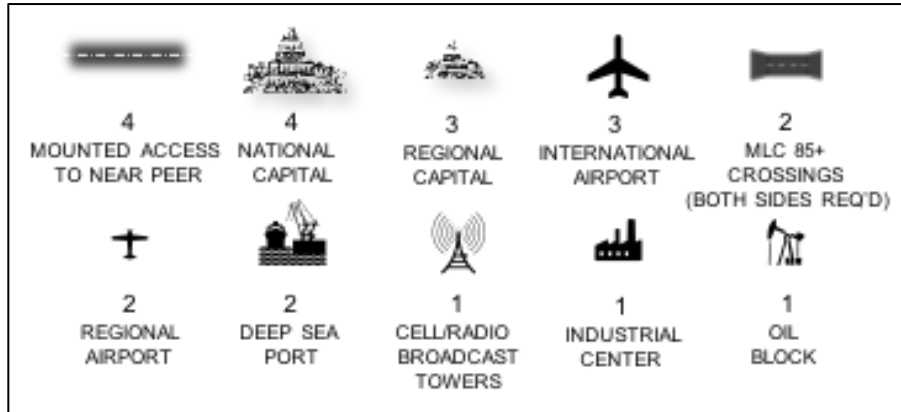 4
MOUNTED ACCESS
TO NEAR PEER
4
NATIONAL
CAPITAL
3
REGIONAL
CAPITAL
3
INTERNATIONAL
AIRPORT
2
MLC 85+
CROSSINGS
(BOTH SIDES REQ'D)
2
REGIONAL
AIRPORT
2
DEEP SEA
PORT
1
CELL/RADIO
BROADCAST
TOWERS
1
INDUSTRIAL
CENTER
1
OIL
BLOCK